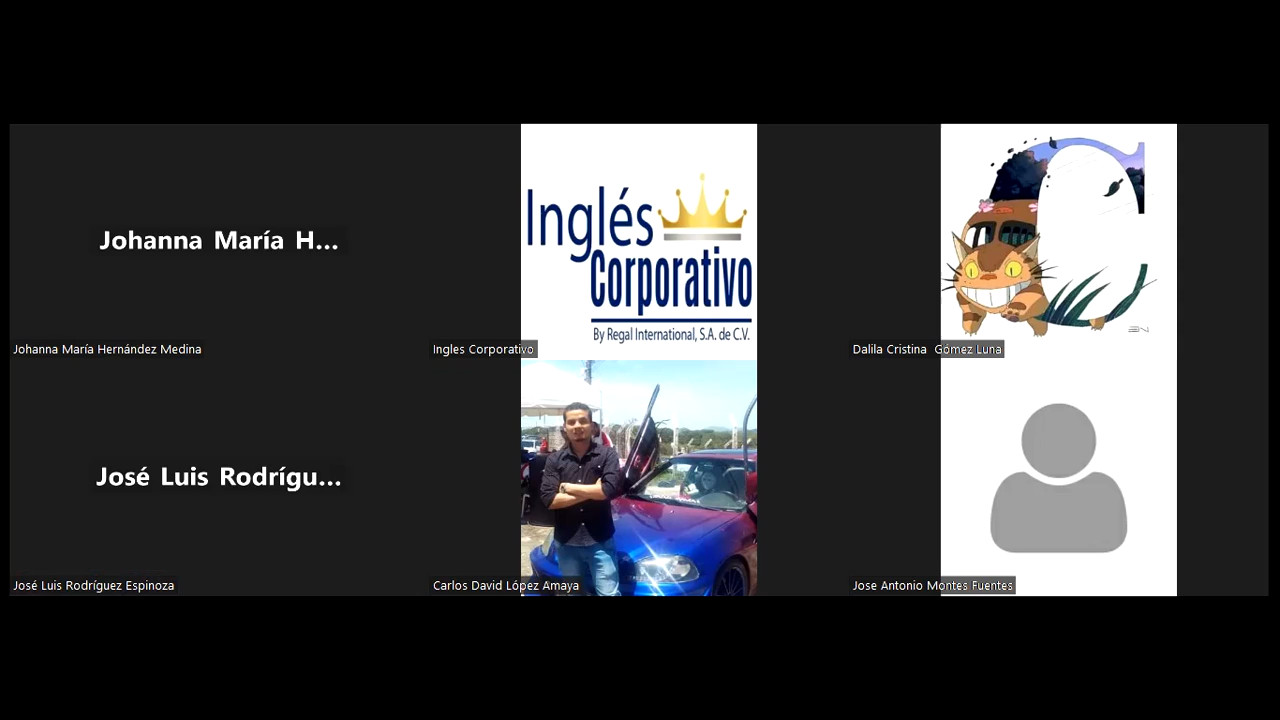 Johanna María H...
Johanna María Hernández Medina
Inglés
Corporativo
By Regal International, S.A. de C.V.
Ingles Corporativo
Dalila Cristina Gómez Luna
José Luis Rodrígu...
José Luis Rodríguez Espinoza
Carlos David López Amaya
Jose Antonio Montes Fuentes